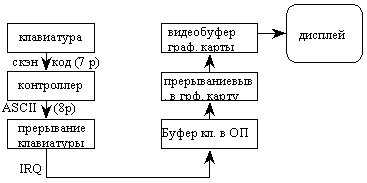 клавиатура
скэн код (7 р)
контроллер
ASCII (8р)
прерывание
клавиатуры
IRQ
Буфер кл. в ОП
прерываниевыв
. в грф. карту
видеобуфер
граф. карты
дисплей